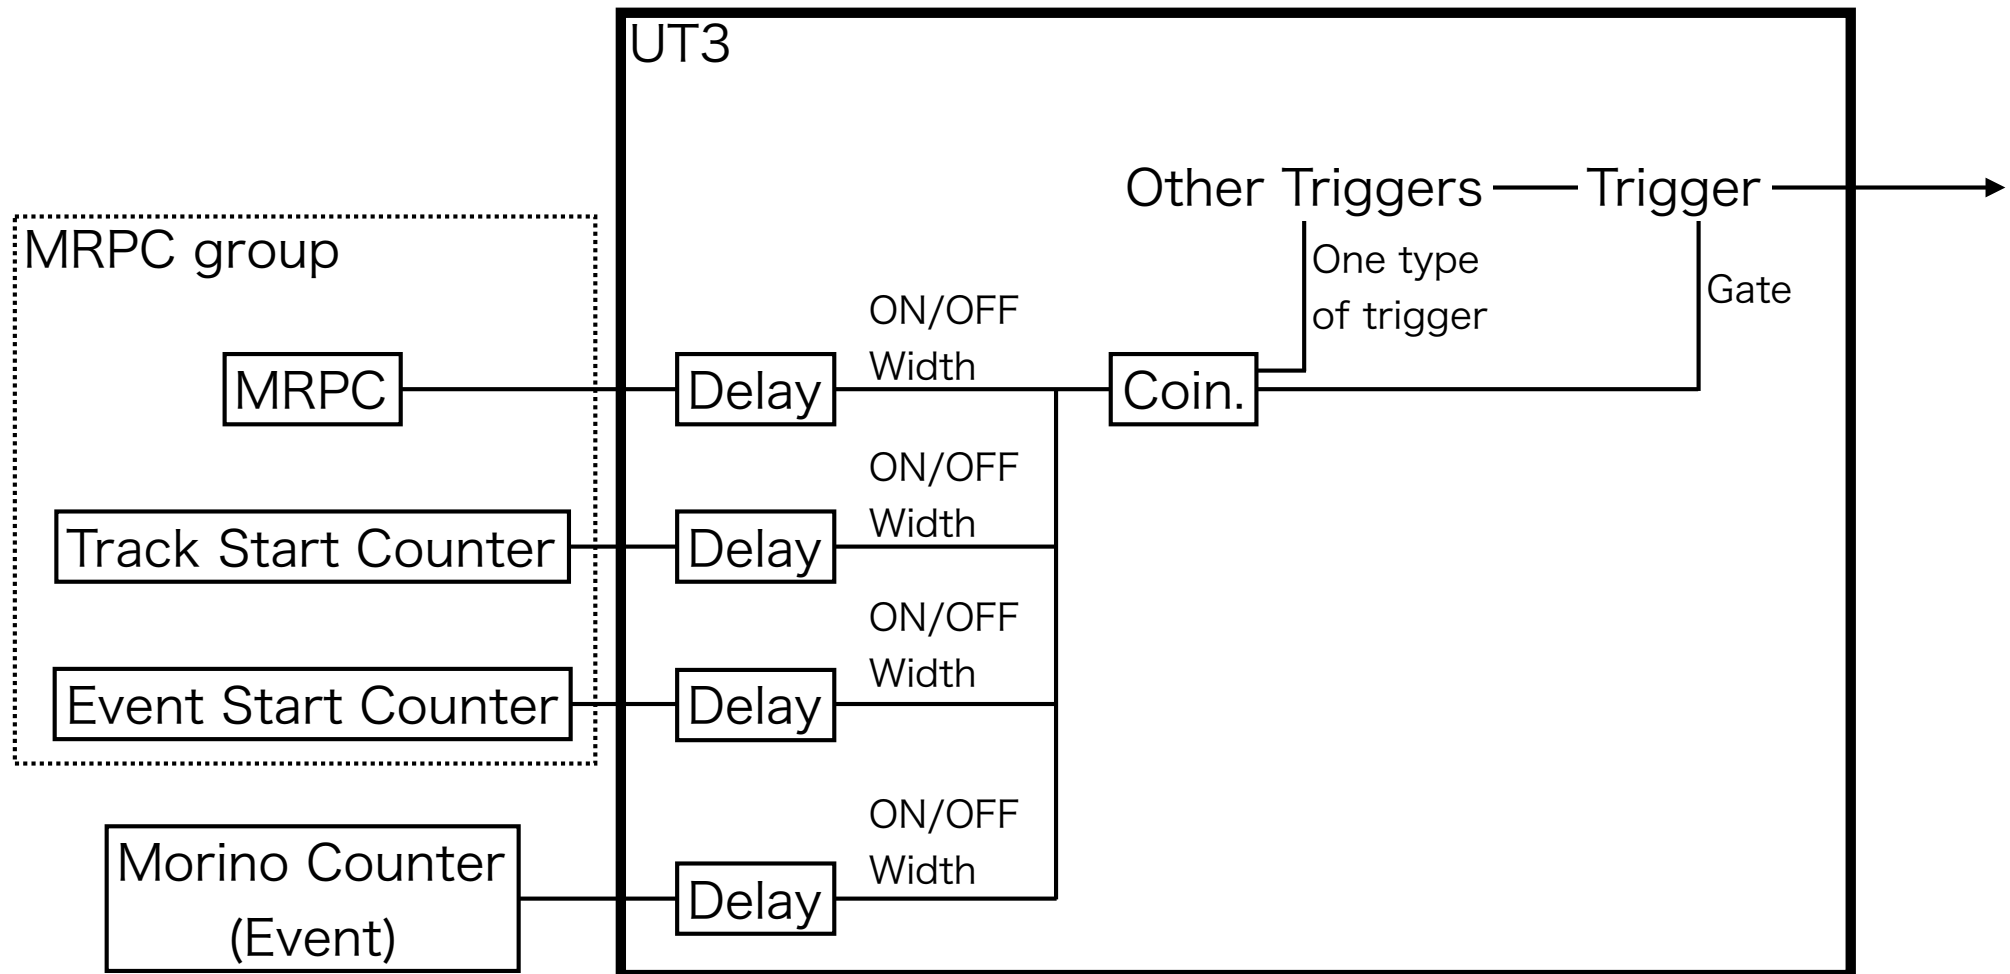 UT3
Other Triggers
Trigger
MRPC group
One type
of trigger
Gate
ON/OFF
Width
MRPC
Delay
Coin.
ON/OFF
Width
Track Start Counter
Delay
ON/OFF
Width
Event Start Counter
Delay
ON/OFF
Width
Morino Counter
(Event)
Delay